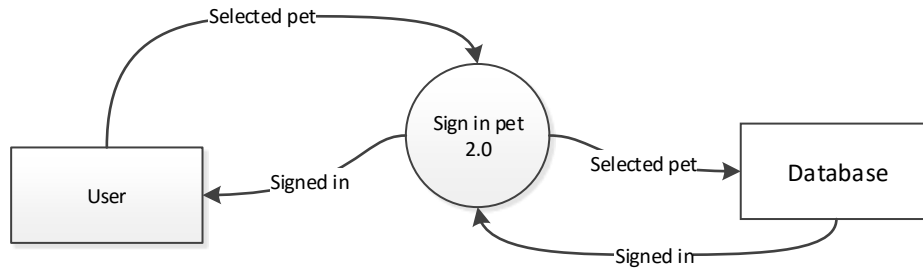 Selected pet
Sign in pet
2.0
Selected pet
Database
User
Signed in
Signed in